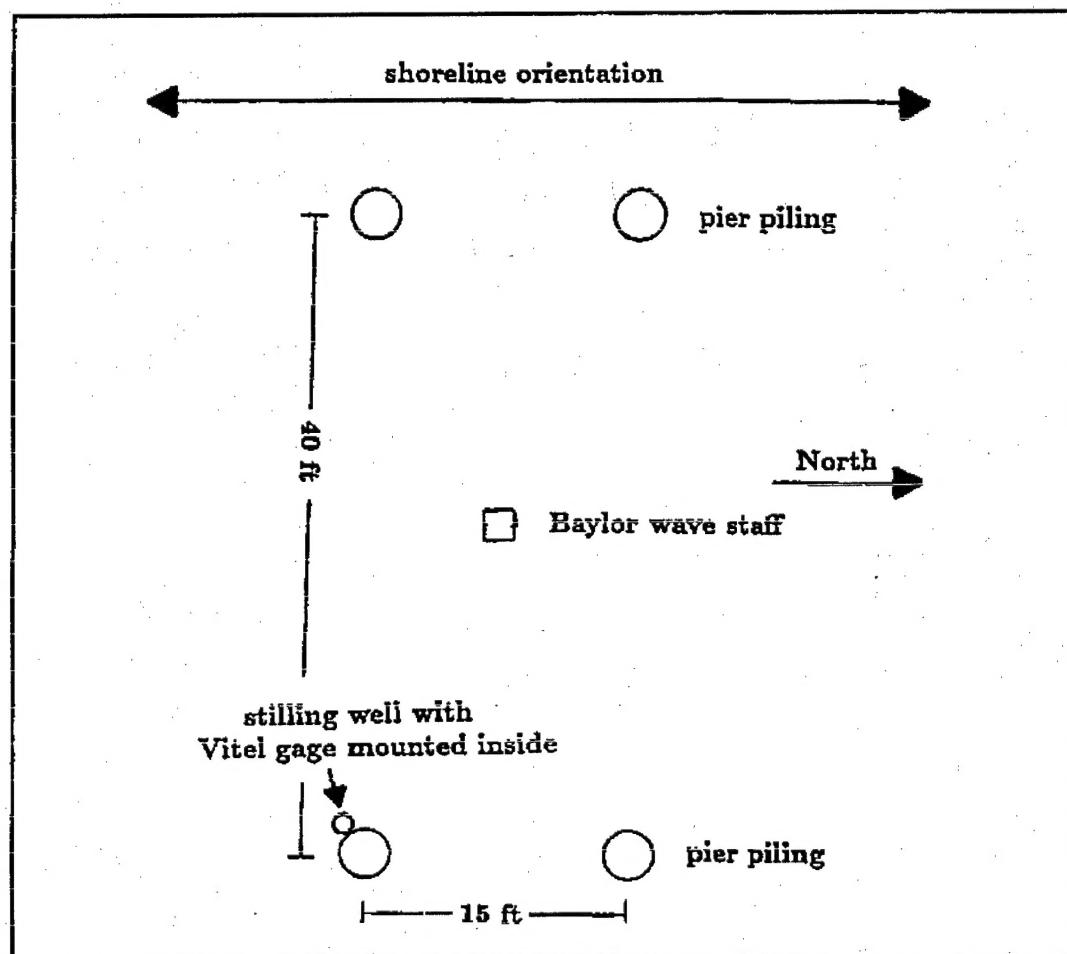 shoreline orientation
pier piling
40 ft
North
Baylor wave staff
stilling well with
Vitel gage mounted inside
pier piling
15 ft